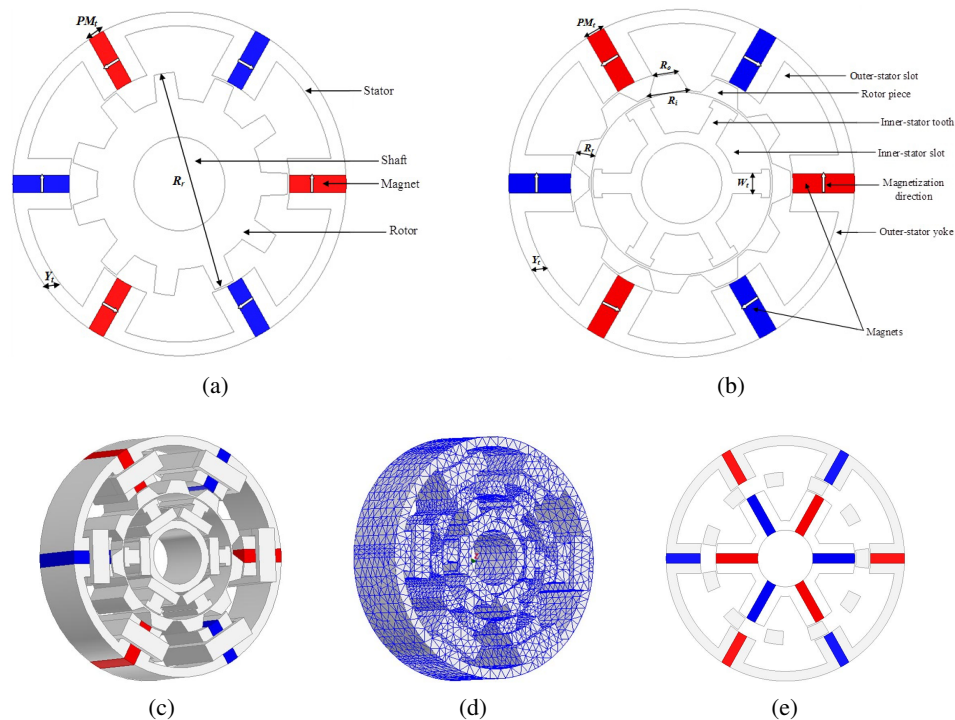 PMt
Stator
Shaft
Rr
Magnet
Rotor
Yt
(a)
PMt
Ro
Ri
Rt
Wt
Yt
Outer-stator slot
Rotor piece
Inner-stator tooth
Inner-stator slot
Magnetization
direction
Outer-stator yoke
Magnets
(b)
(c)
(d)
(e)